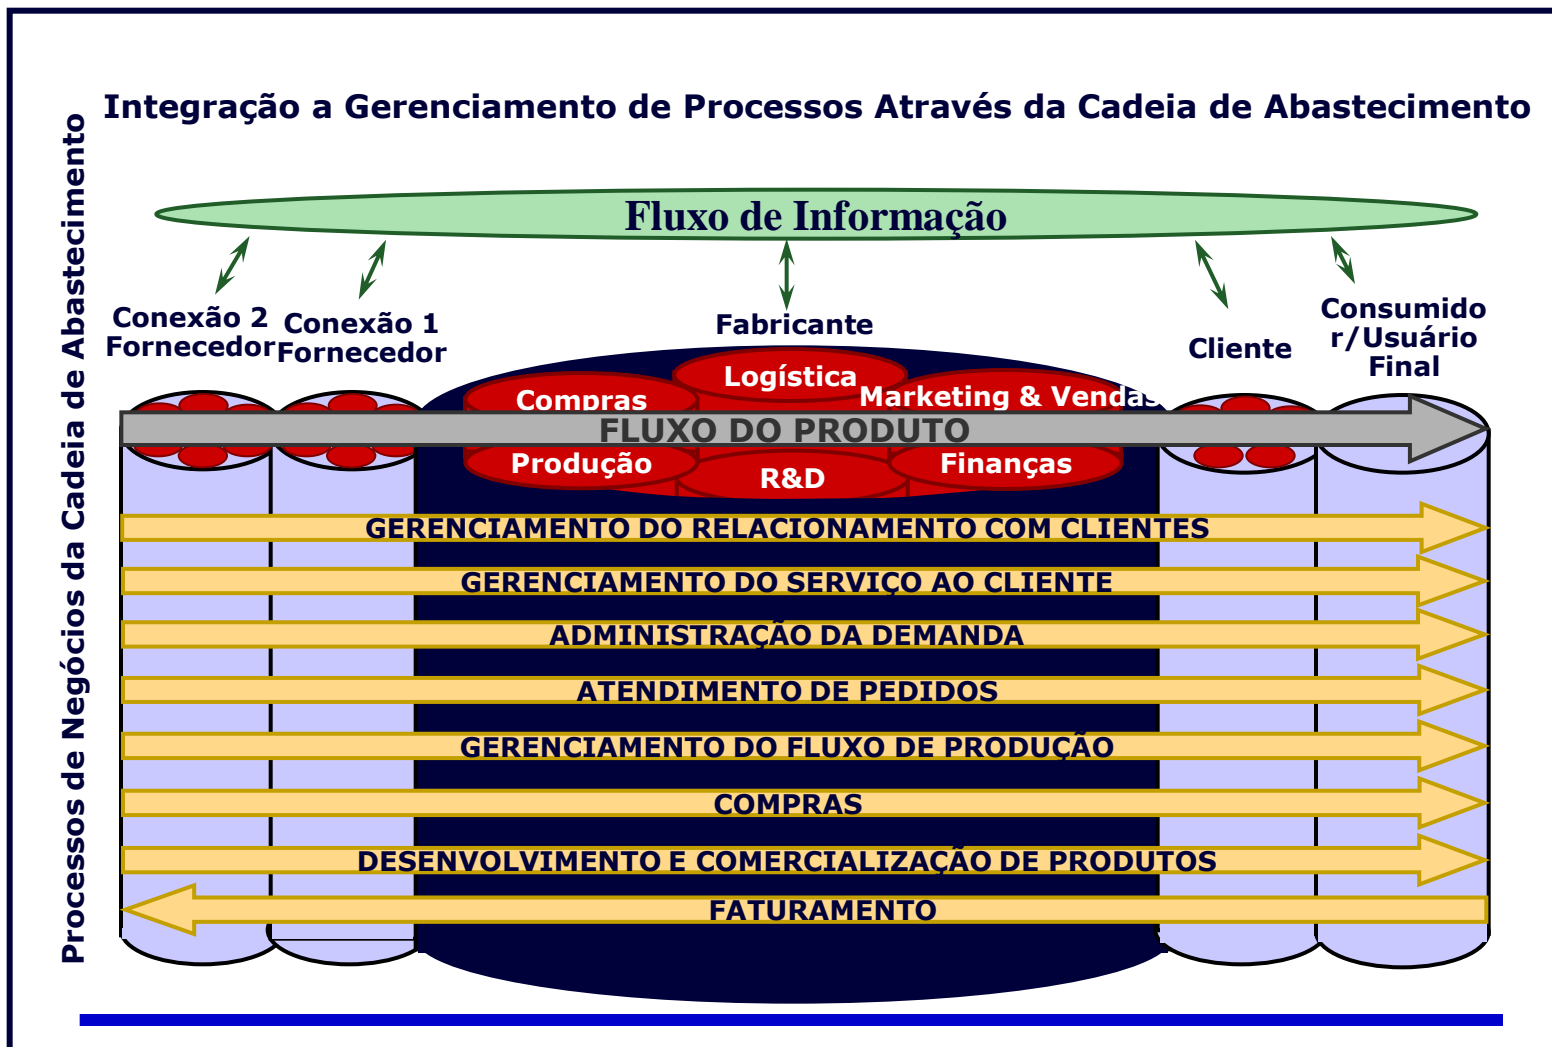 Integração a Gerenciamento de Processos Através da Cadeia de Abastecimento
Processos de Negócios da Cadeia de Abastecimento
Fluxo de Informação
Conexão 2
Fornecedor
Conexão 1
Fornecedor
Fabricante
Cliente
Consumido
r/Usuário
Final
Logística
Compras
Marketing & Vendas
FLUXO DO PRODUTO
Produção
R&D
Finanças
GERENCIAMENTO DO RELACIONAMENTO COM CLIENTES
GERENCIAMENTO DO SERVIÇO AO CLIENTE
ADMINISTRAÇÃO DA DEMANDA
ATENDIMENTO DE PEDIDOS
GERENCIAMENTO DO FLUXO DE PRODUÇÃO
COMPRAS
DESENVOLVIMENTO E COMERCIALIZAÇÃO DE PRODUTOS
FATURAMENTO